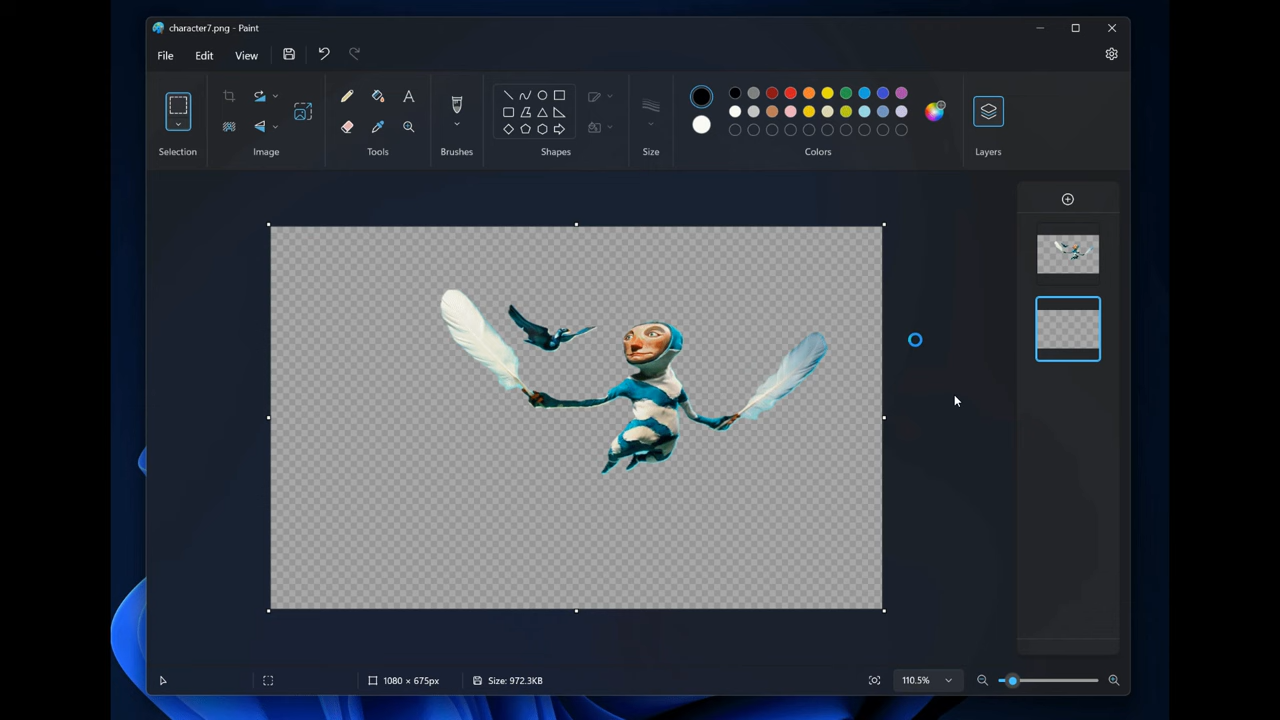 character7.png - Paint
File Edit View
A
Selection Image Tools Brushes Shapes Size Colors Layers
1080 × 675px Size: 972.3KB 110.5%